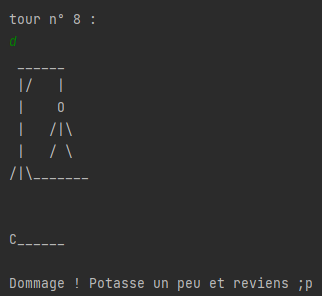 tour n° 8 :
d
 ______
 |/   |
 |    O
 |   /|\
 |   / \
/|\_______
C______
Dommage ! Potasse un peu et reviens ;p